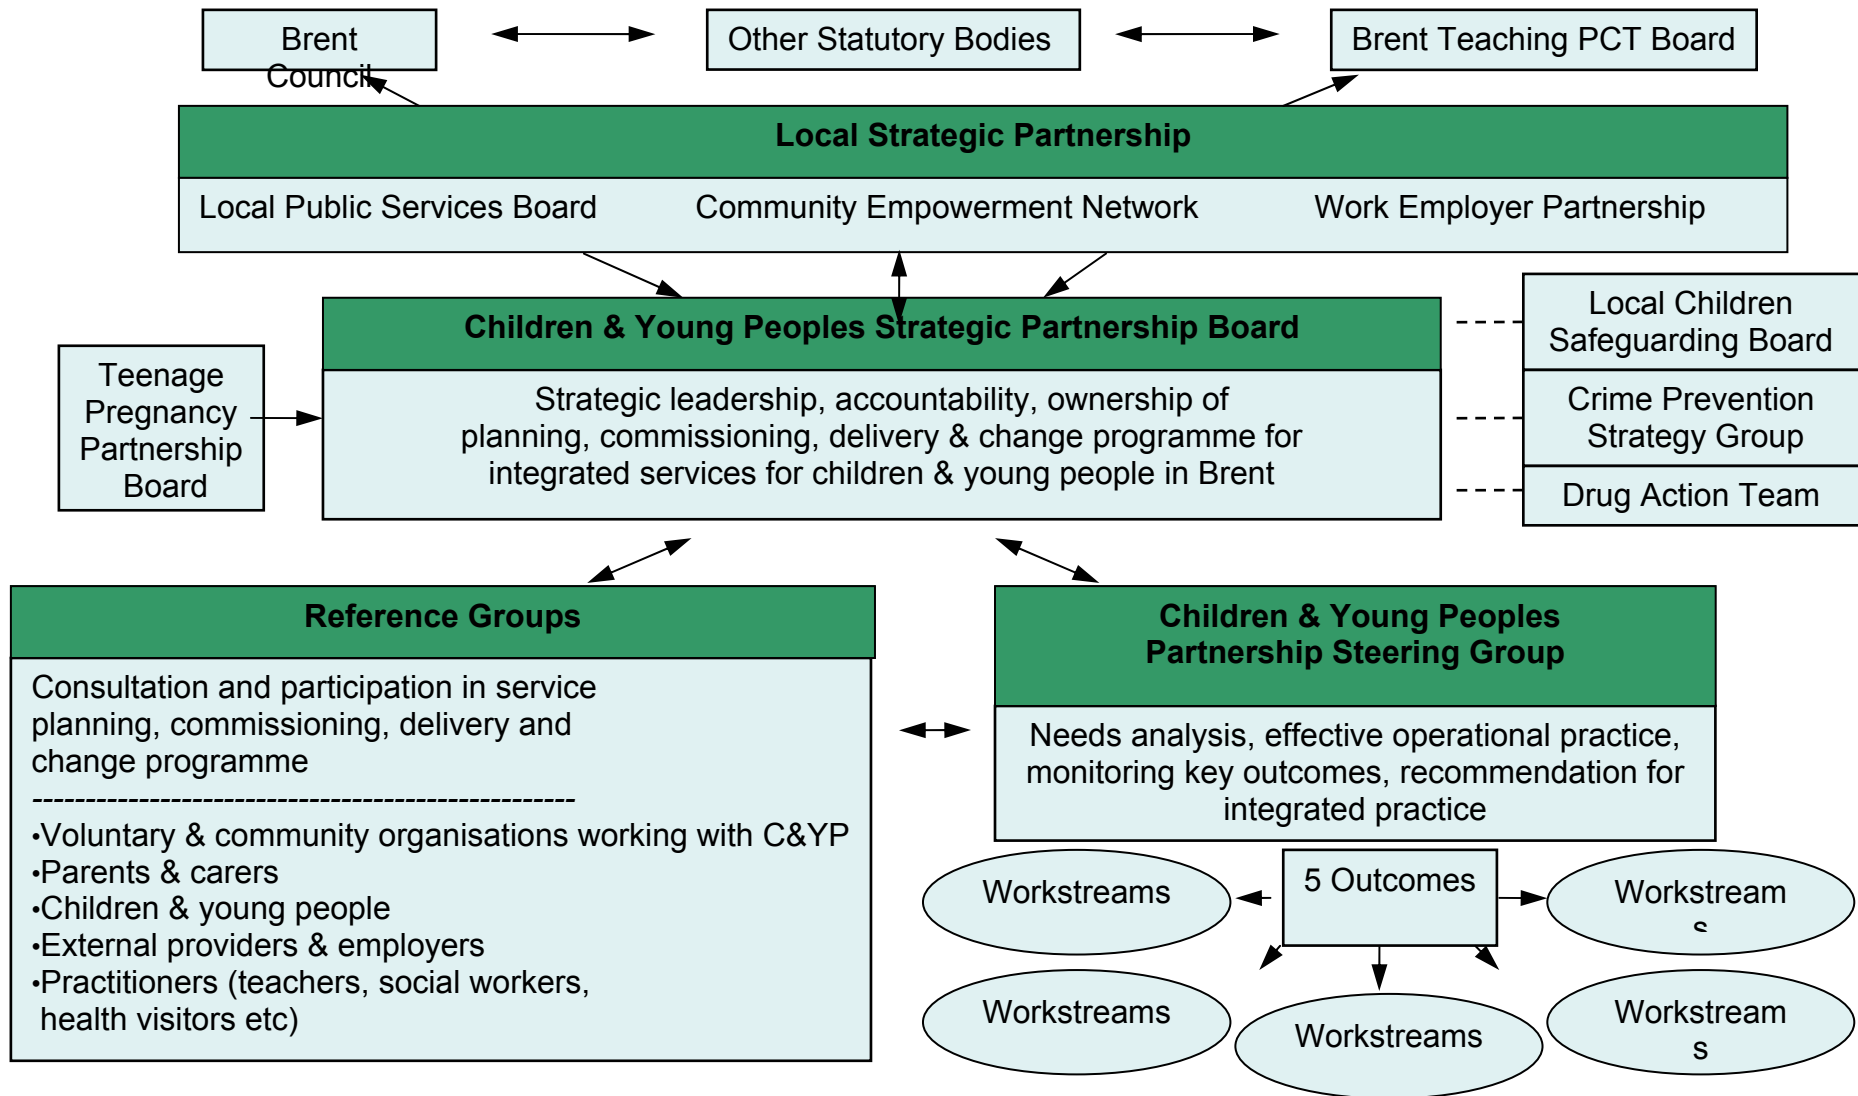 Brent
Council
Other Statutory Bodies
Brent Teaching PCT Board
Local Strategic Partnership
Local Public Services Board
Community Empowerment Network
Work Employer Partnership
Children & Young Peoples Strategic Partnership Board
Strategic leadership, accountability, ownership of
planning, commissioning, delivery & change programme for
integrated services for children & young people in Brent
Teenage
Pregnancy
Partnership
Board
Local Children
Safeguarding Board
Crime Prevention
Strategy Group
Drug Action Team
Reference Groups
Consultation and participation in service
planning, commissioning, delivery and
change programme
---------------------------------------------------
•Voluntary & community organisations working with C&YP
•Parents & carers
•Children & young people
•External providers & employers
•Practitioners (teachers, social workers,
health visitors etc)
Children & Young Peoples
Partnership Steering Group
Needs analysis, effective operational practice,
monitoring key outcomes, recommendation for
integrated practice
5 Outcomes
Workstreams
Workstream
s
Workstreams
Workstreams
Workstream
s